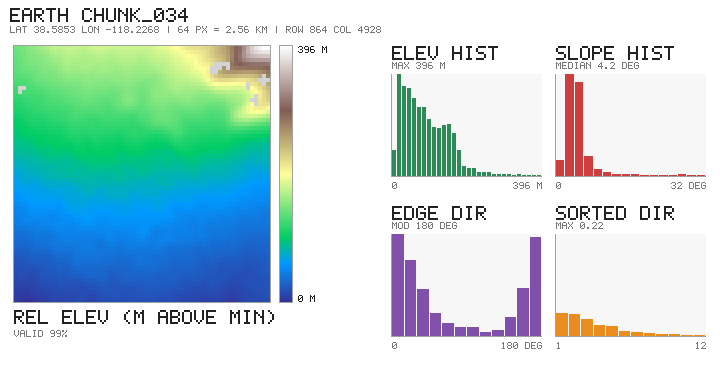 EARTH CHUNK_034
LAT 38.5853 LON -118.2268 | 64 PX = 2.56 KM | ROW 864 COL 4928
396 M
0 M
REL ELEV (M ABOVE MIN)
VALID 99%
ELEV HIST
MAX 396 M
0 396 M
SLOPE HIST
MEDIAN 4.2 DEG
0 32 DEG
EDGE DIR
MOD 180 DEG
0 180 DEG
SORTED DIR
MAX 0.22
1 12